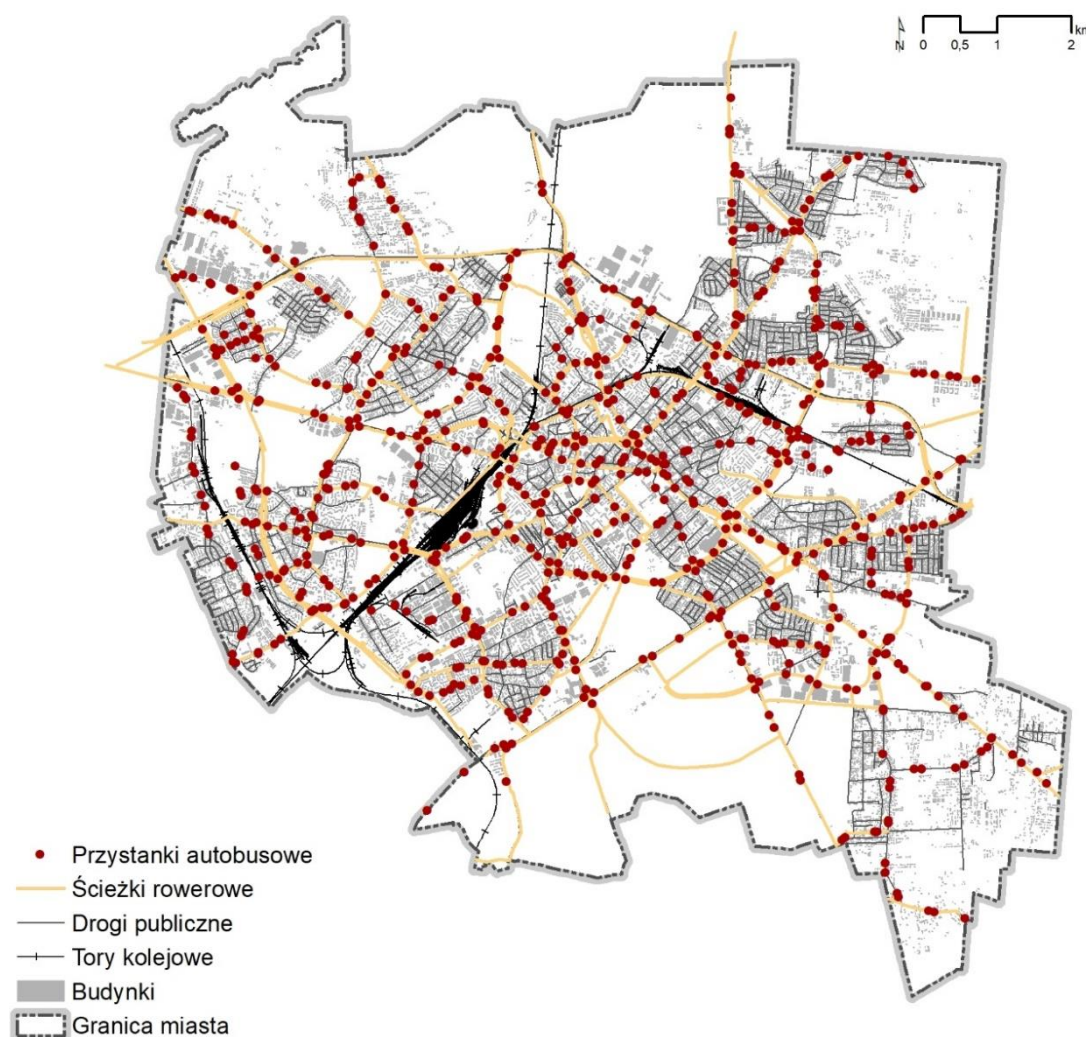 km
N 0 0,5 1 2
Przystanki autobusowe
Ścieżki rowerowe
Drogi publiczne
Tory kolejowe
Budynki
Granica miasta